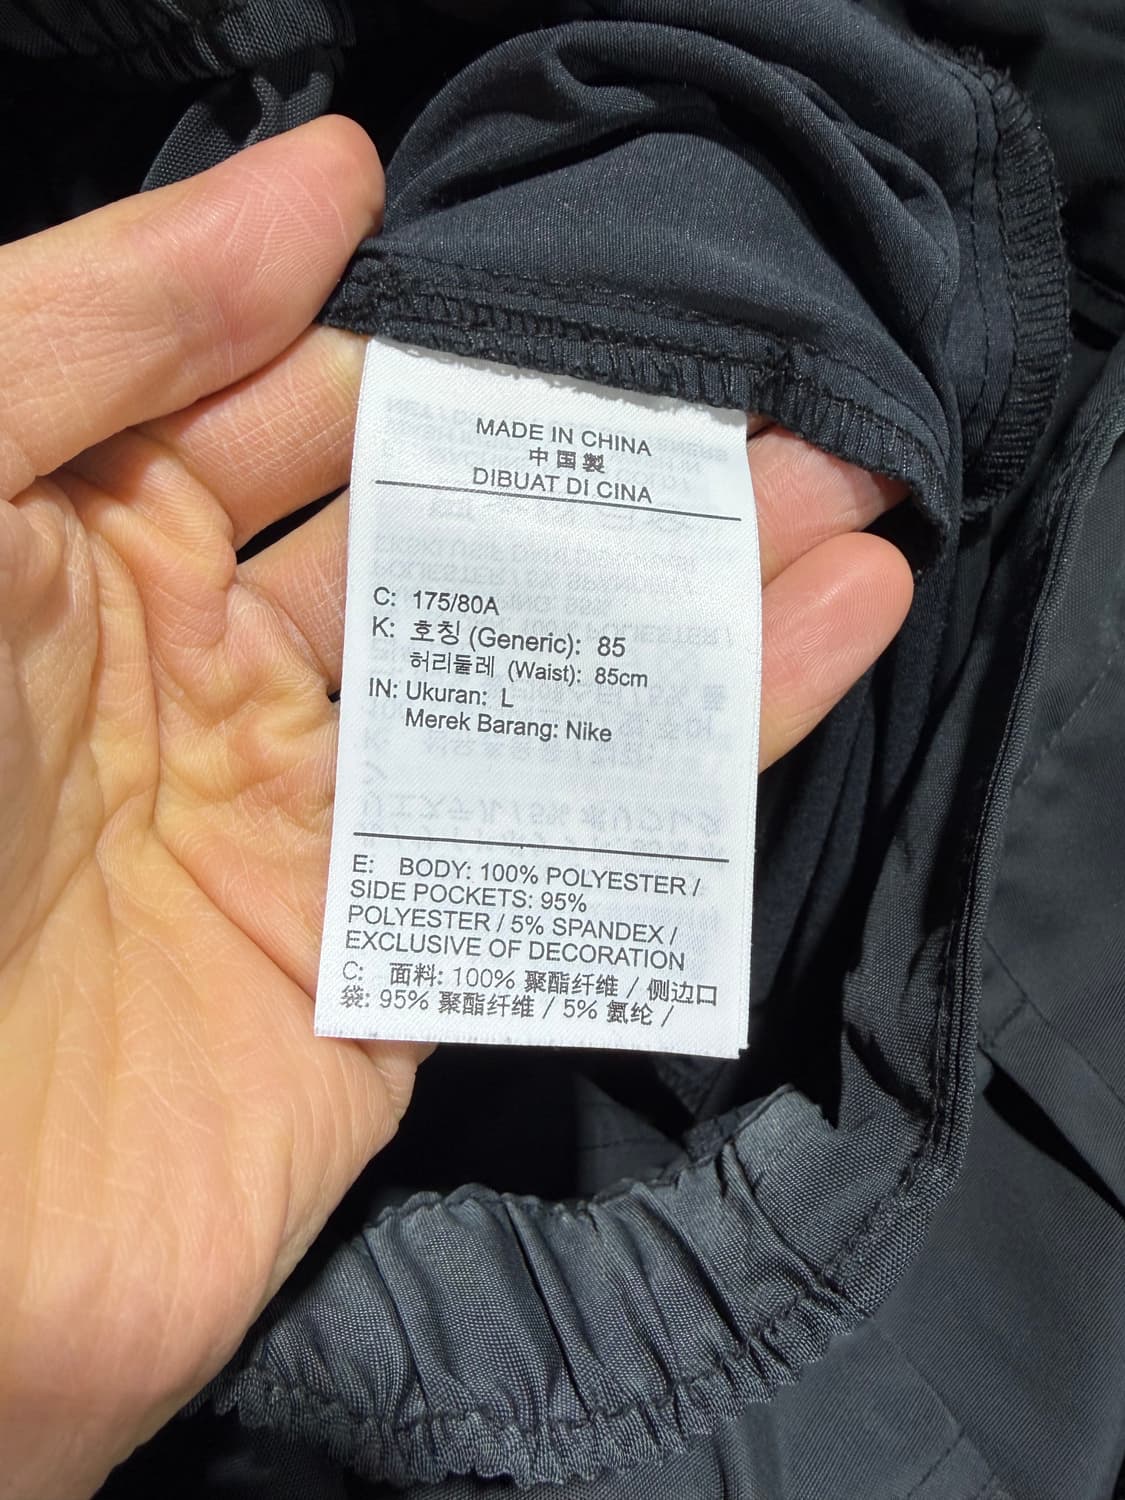 MADE IN CHINA
中国製
DIBUAT DI CINA
C: 175/80A
K: 호칭 (Generic): 85
허리둘레 (Waist): 85cm
IN: Ukuran: L
Merek Barang: Nike
E: BODY: 100% POLYESTER /
SIDE POCKETS: 95%
POLYESTER / 5% SPANDEX /
EXCLUSIVE OF DECORATION
C: 面料: 100% 聚酯纤维 / 侧边口
袋: 95% 聚酯纤维 / 5% 氨纶 /